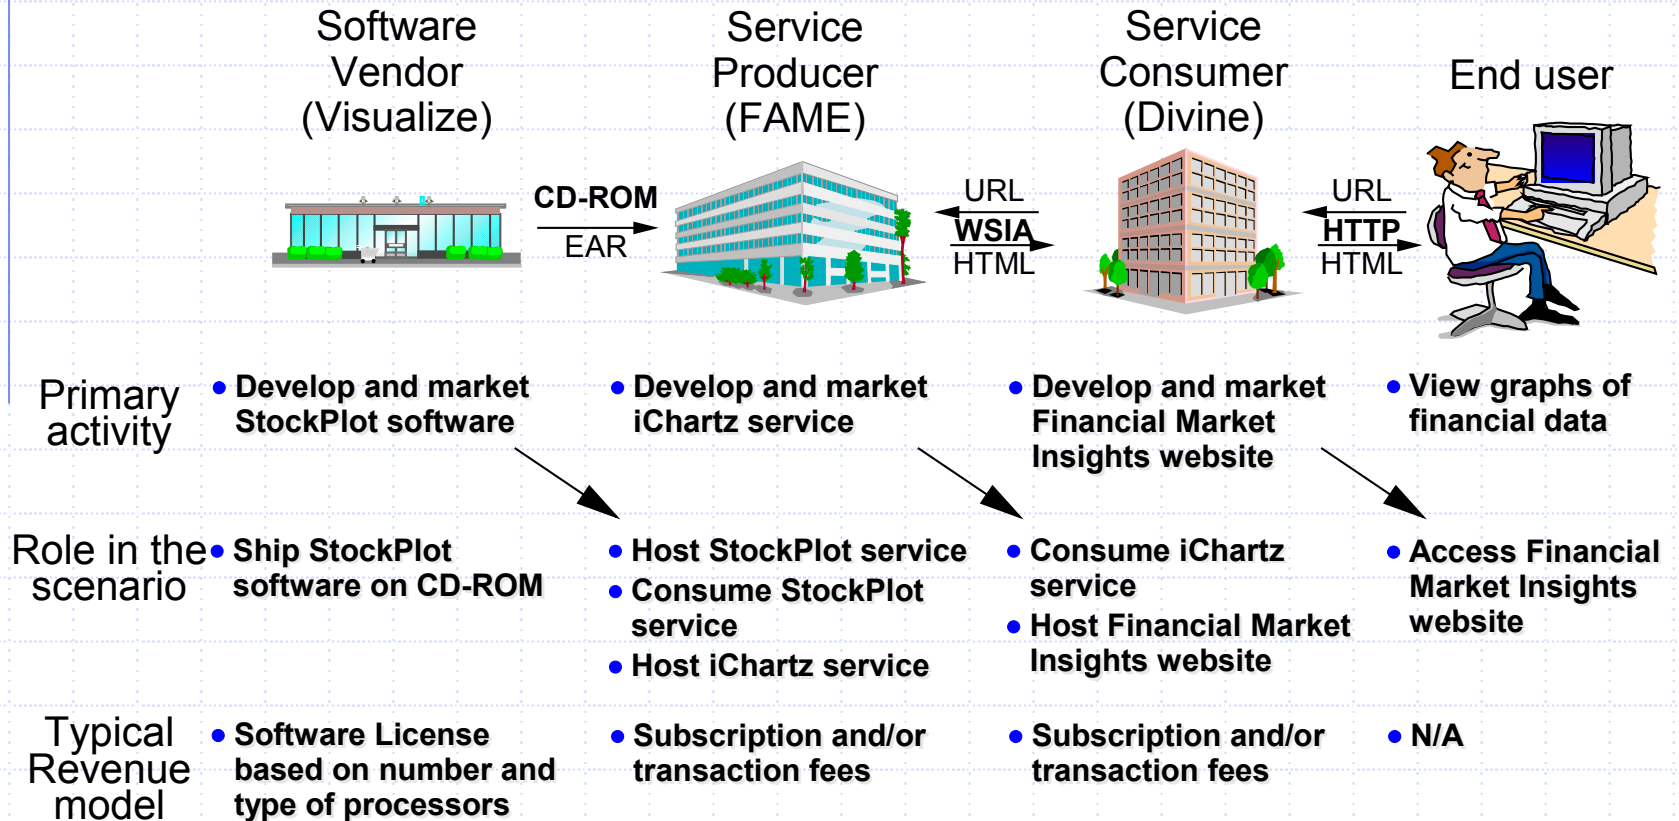 Software
Vendor
(Visualize)
Service
Producer
(FAME)
Service
Consumer
(Divine)
End user
CD-ROM
EAR
URL
WSIA
HTML
URL
HTTP
HTML
Primary
activity
• Develop and market
StockPlot software
• Develop and market
iChartz service
• Develop and market
Financial Market
Insights website
• View graphs of
financial data
Role in the
scenario
• Ship StockPlot
software on CD-ROM
• Host StockPlot service
• Consume StockPlot
service
• Host iChartz service
• Consume iChartz
service
• Host Financial Market
Insights website
• Access Financial
Market Insights
website
Typical
Revenue
model
• Software License
based on number and
type of processors
• Subscription and/or
transaction fees
• Subscription and/or
transaction fees
• N/A